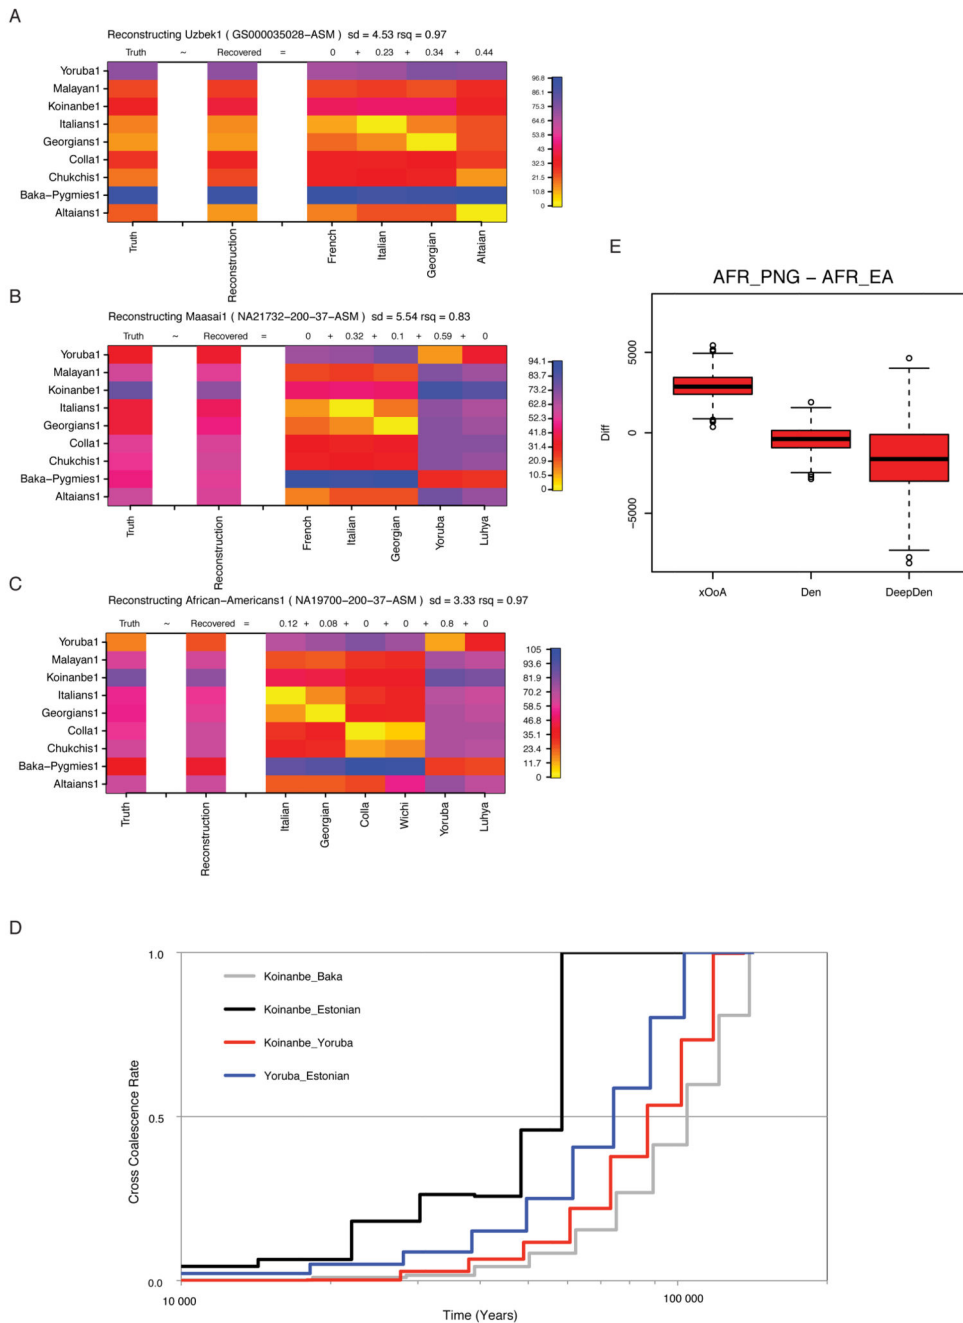 A
Reconstructing Uzbek1 ( GS000035028-ASM ) sd = 4.53 rsq = 0.97
Truth ~ Recovered = 0 + 0.23 + 0.34 + 0.44
Yoruba1
Malayan1
Koinanbe1
Italians1
Georgians1
Colla1
Chukchis1
Baka-Pygmies1
Altaians1
96.8
86.1
75.3
64.6
53.8
43
32.3
21.5
10.8
0
Truth
Reconstruction
French
Italian
Georgian
Altaian
B
Reconstructing Maasai1 ( NA21732-200-37-ASM ) sd = 5.54 rsq = 0.83
Truth ~ Recovered = 0 + 0.32 + 0.1 + 0.59 + 0
Yoruba1
Malayan1
Koinanbe1
Italians1
Georgians1
Colla1
Chukchis1
Baka-Pygmies1
Altaians1
94.1
83.7
73.2
62.8
52.3
41.8
31.4
20.9
10.5
0
Truth
Reconstruction
French
Italian
Georgian
Yoruba
Luhya
C
Reconstructing African-Americans1 ( NA19700-200-37-ASM ) sd = 3.33 rsq = 0.97
Truth ~ Recovered = 0.12 + 0.08 + 0 + 0 + 0.8 + 0
Yoruba1
Malayan1
Koinanbe1
Italians1
Georgians1
Colla1
Chukchis1
Baka-Pygmies1
Altaians1
105
93.6
81.9
70.2
58.5
46.8
35.1
23.4
11.7
0
Truth
Reconstruction
Italian
Georgian
Colla
Wichi
Yoruba
Luhya
E
AFR_PNG - AFR_EA
Diff
5000
0
-5000
xOoA
Den
DeepDen
D
Cross Coalescence Rate
1.0
0.5
0.0
Koinanbe_Baka
Koinanbe_Estonian
Koinanbe_Yoruba
Yoruba_Estonian
10 000
100 000
Time (Years)